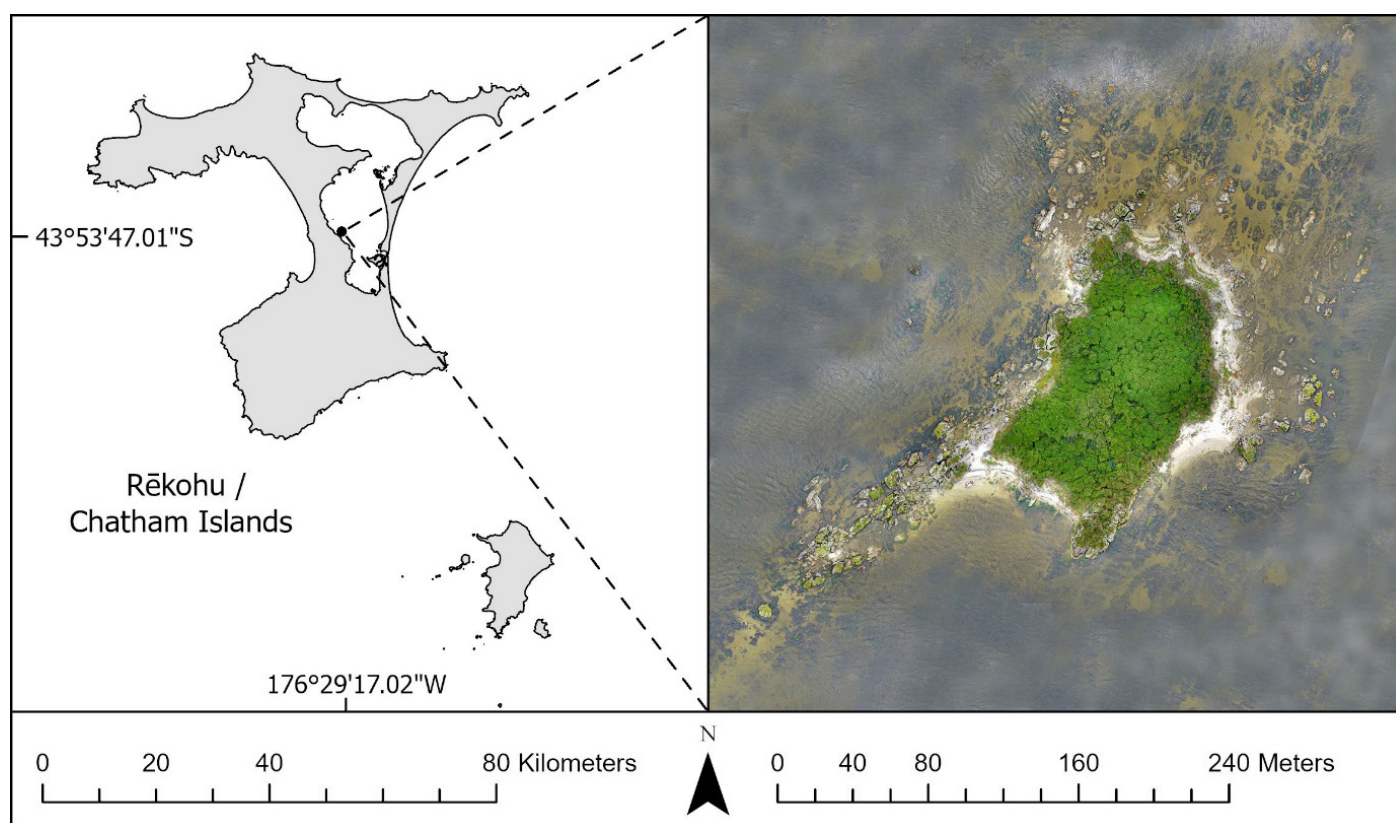 43°53'47.01"S
Rēkohu /
Chatham Islands
176°29'17.02"W
0 20 40 80 Kilometers
N
0 40 80 160 240 Meters